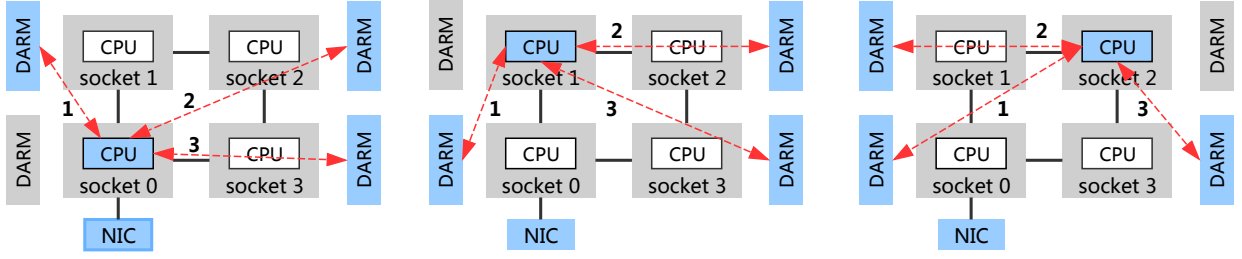 DARM
CPU
CPU
DARM
socket 1
socket 2
1
2
DARM
CPU
3
CPU
DARM
socket 0
socket 3
NIC
DARM
CPU
2
CPU
DARM
socket 1
socket 2
1
3
DARM
CPU
CPU
DARM
socket 0
socket 3
NIC
DARM
CPU
2
CPU
DARM
socket 1
socket 2
1
3
DARM
CPU
CPU
DARM
socket 0
socket 3
NIC